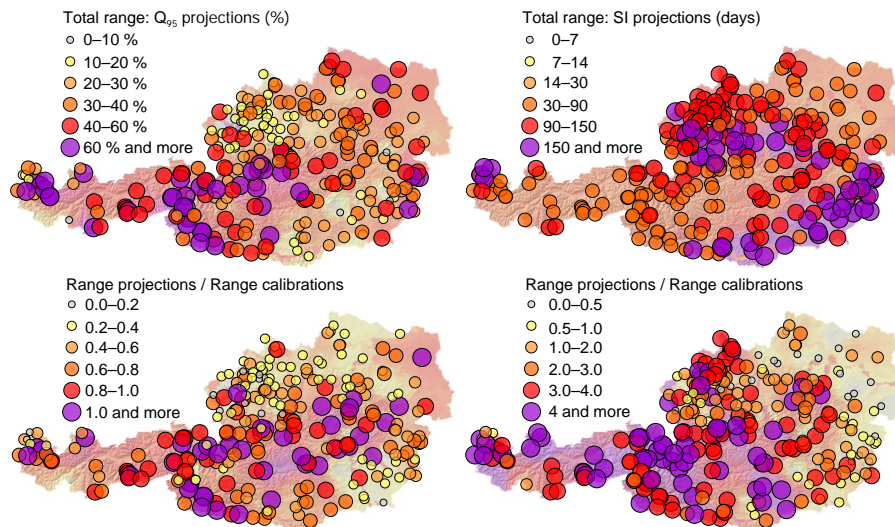 Total range: Q95 projections (%)
0–10 %
10–20 %
20–30 %
30–40 %
40–60 %
60 % and more
Total range: SI projections (days)
0–7
7–14
14–30
30–90
90–150
150 and more
Range projections / Range calibrations
0.0–0.2
0.2–0.4
0.4–0.6
0.6–0.8
0.8–1.0
1.0 and more
Range projections / Range calibrations
0.0–0.5
0.5–1.0
1.0–2.0
2.0–3.0
3.0–4.0
4 and more